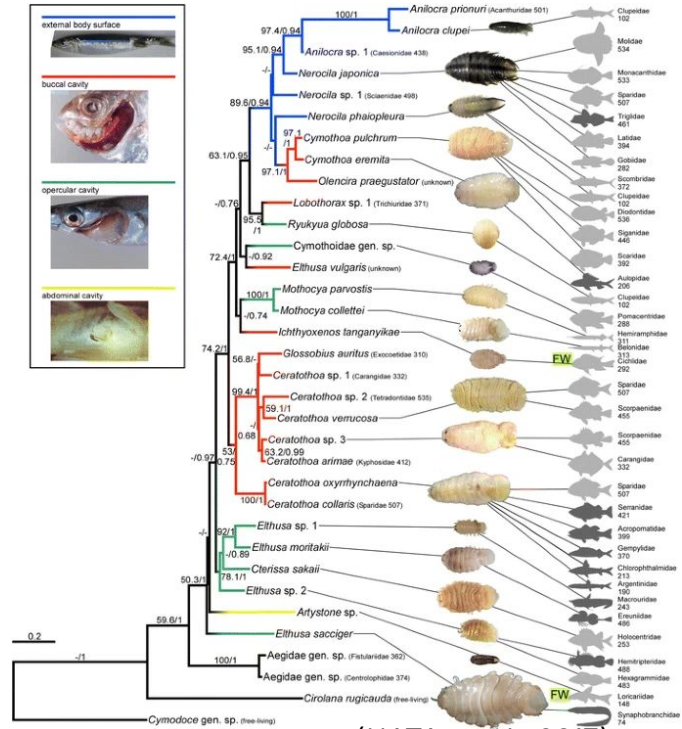 external body surface
buccal cavity
opercular cavity
abdominal cavity
100/1
97.4/0.94
95.1/0.94
-/-
89.6/0.94
-/-
97.1
/1
97.1/1
63.1/0.95
-/0.76
95.5
/1
72.4/1
-/0.92
100/1
-/0.74
74.2/1
56.8/-
99.4/1
59.1/1
-/
0.68
63.2/0.99
53/
0.75
-/0.97
100/1
-/-
92/1
-/0.89
78.1/1
50.3/1
59.6/1
100/1
-/1
0.2
Anilocra prionuri (Acanthuridae 501)
Anilocra clupei
Anilocra sp. 1 (Caesionidae 438)
Nerocila japonica
Nerocila sp. 1 (Sciaenidae 498)
Nerocila phaiopleura
Cymothoa pulchrum
Cymothoa eremita
Olencira praegustator (unknown)
Lobothorax sp. 1 (Trichiuridae 371)
Ryukyua globosa
Cymothoidae gen. sp.
Elthusa vulgaris (unknown)
Mothocya parvostis
Mothocya collettei
Ichthyoxenos tanganyikae
Glossobius auritus (Exocoetidae 310)
Ceratothoa sp. 1 (Carangidae 332)
Ceratothoa sp. 2 (Tetradontidae 535)
Ceratothoa verrucosa
Ceratothoa sp. 3
Ceratothoa arimae (Kyphosidae 412)
Ceratothoa oxyrrhynchaena
Ceratothoa collaris (Sparidae 507)
Elthusa sp. 1
Elthusa moritakii
Cterissa sakaii
Elthusa sp. 2
Artystone sp.
Elthusa sacciger
Aegidae gen. sp. (Fistulariidae 362)
Aegidae gen. sp. (Centrolophidae 374)
Cirolana rugicauda (free-living)
Cymodoce gen. sp. (free-living)
FW
FW
Clupeidae
102
Molidae
534
Monacanthidae
533
Sparidae
507
Triglidae
461
Latidae
394
Gobiidae
282
Scombridae
372
Clupeidae
102
Diodontidae
536
Siganidae
446
Scaridae
392
Aulopidae
206
Clupeidae
102
Pomacentridae
288
Hemiramphidae
311
Belonidae
313
Cichlidae
292
Sparidae
507
Scorpaenidae
455
Scorpaenidae
455
Carangidae
332
Sparidae
507
Serranidae
421
Acropomatidae
399
Gempylidae
370
Chlorophthalmidae
213
Argentinidae
190
Macrouridae
243
Ereuniidae
486
Holocentridae
253
Hemitripteridae
488
Hexagrammidae
483
Loricariidae
148
Synaphobranchidae
74